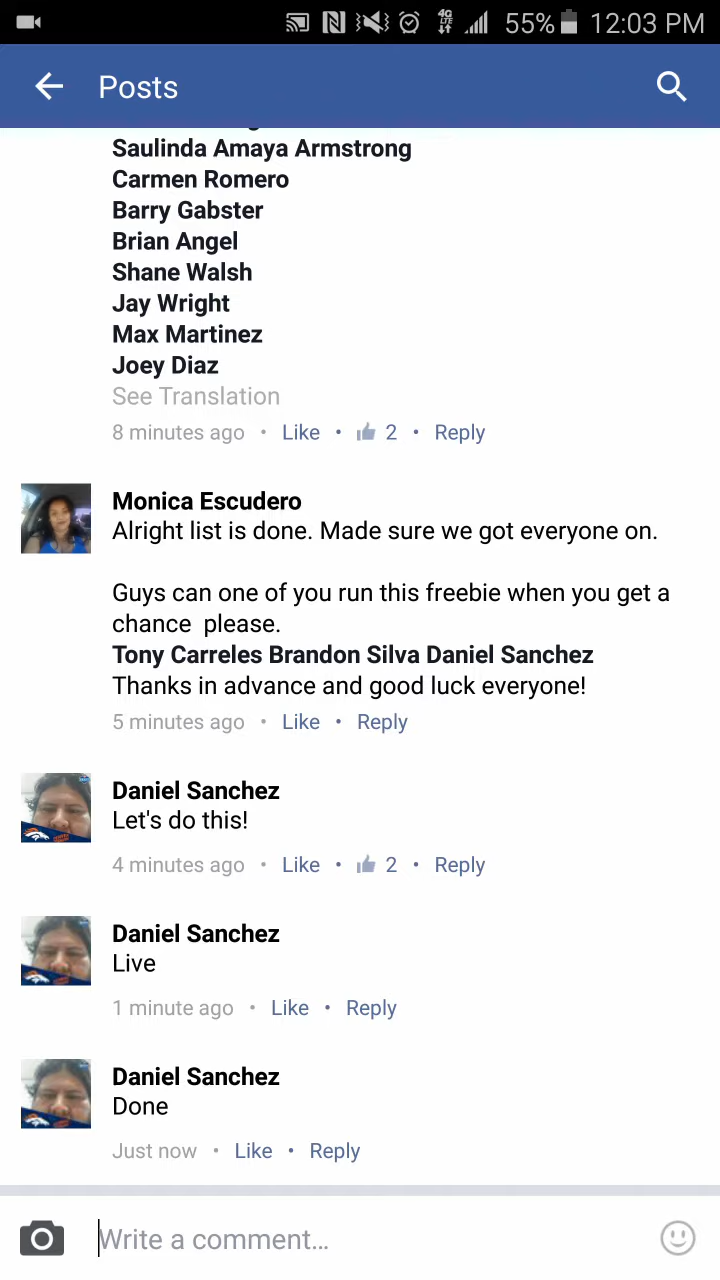 4G
LTE
55%
12:03 PM
Posts
Saulinda Amaya Armstrong
Carmen Romero
Barry Gabster
Brian Angel
Shane Walsh
Jay Wright
Max Martinez
Joey Diaz
See Translation
8 minutes ago • Like • 2 • Reply
Monica Escudero
Alright list is done. Made sure we got everyone on.
Guys can one of you run this freebie when you get a
chance  please.
Tony Carreles Brandon Silva Daniel Sanchez
Thanks in advance and good luck everyone!
5 minutes ago • Like • Reply
Daniel Sanchez
Let's do this!
4 minutes ago • Like • 2 • Reply
Daniel Sanchez
Live
1 minute ago • Like • Reply
Daniel Sanchez
Done
Just now • Like • Reply
Write a comment...